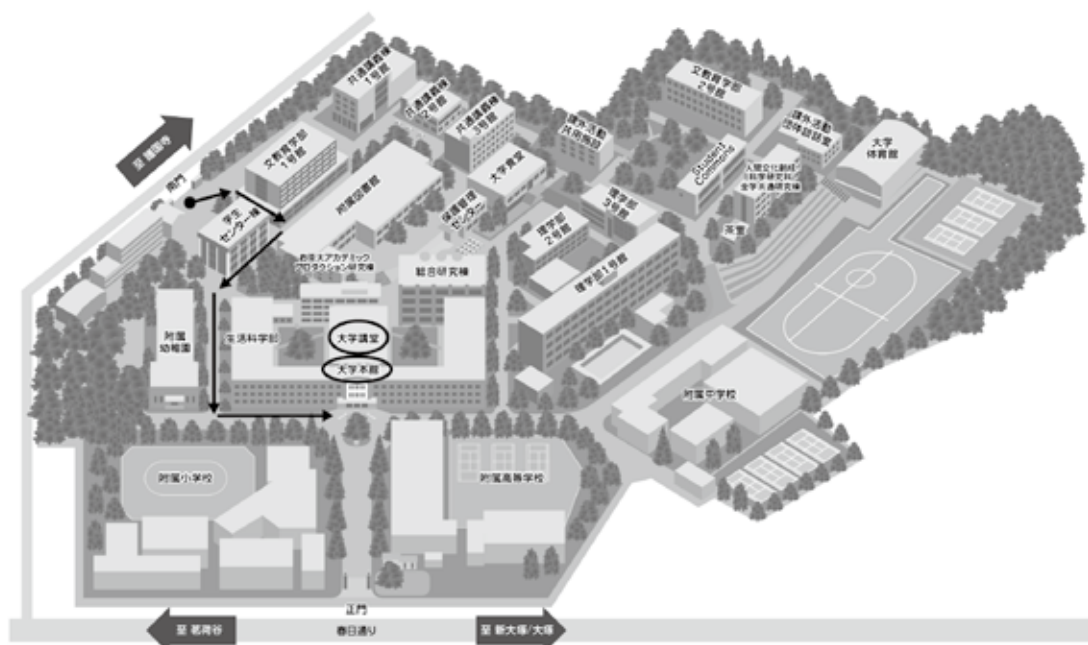 共通講義棟
1号館
共通講義棟
2号館
共通講義棟
3号館
文教育学部
2号館
課外活動
共用施設
課外活動
団体談話室
大学
体育館
至 護国寺
文教育学部
1号館
大学食堂
Student
Commons
人間文化創成
科学研究科・
全学共通研究棟
南門
学生
センター棟
附属図書館
保健管理
センター
理学部
3号館
理学部
2号館
茶室
お茶大アカデミック
プロダクション研究棟
総合研究棟
理学部1号館
附属
幼稚園
生活科学部
大学講堂
大学本館
附属中学校
附属小学校
附属高等学校
正門
至 茗荷谷
春日通り
至 新大塚/大塚